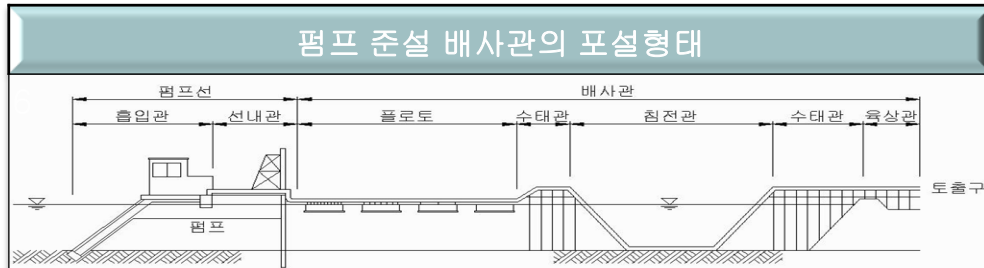 펌프 준설 배사관의 포설형태
펌프선 배사관
흡입관 선내관 플로토 수태관 침전관 수태관 육상관
토출구
펌프